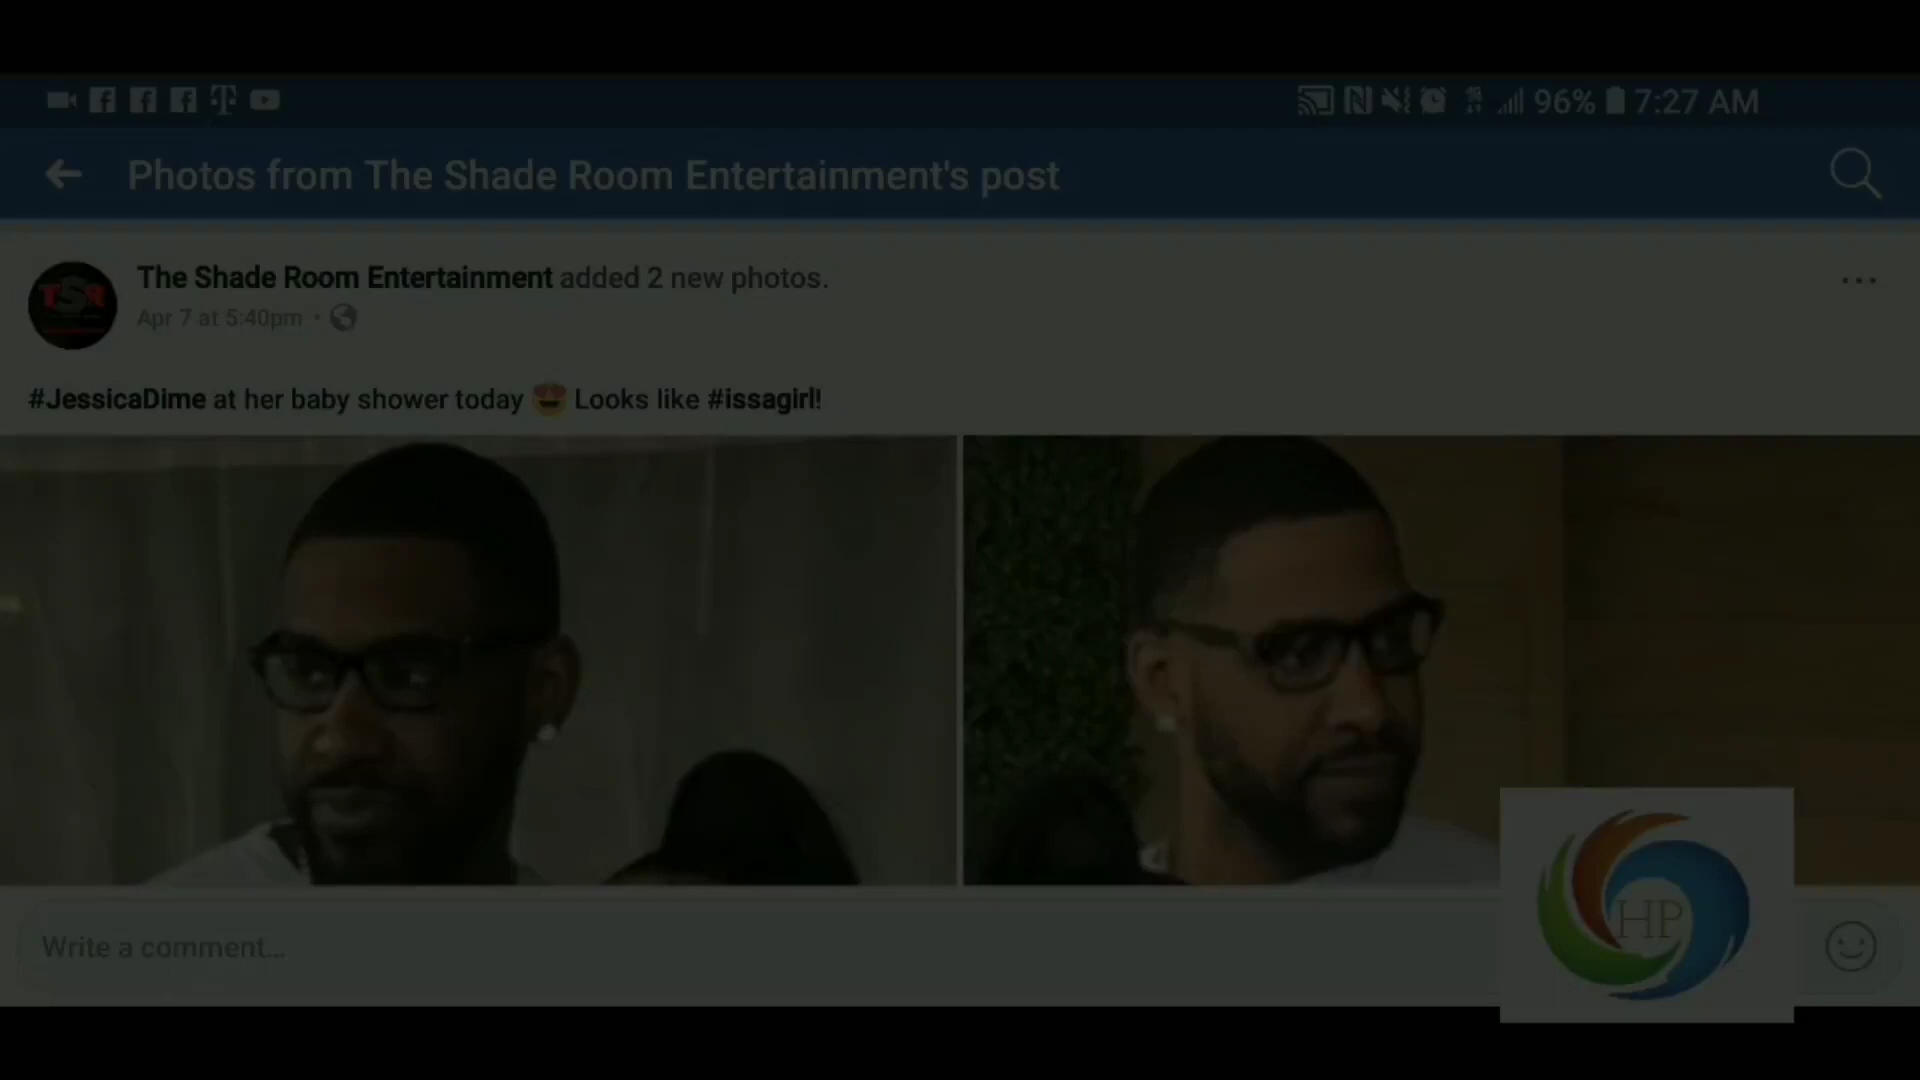 96% 7:27 AM
Photos from The Shade Room Entertainment's post
TSR
The Shade Room Entertainment added 2 new photos.
Apr 7 at 5:40pm
#JessicaDime at her baby shower today 😍 Looks like #issagirl!
HP
Write a comment...